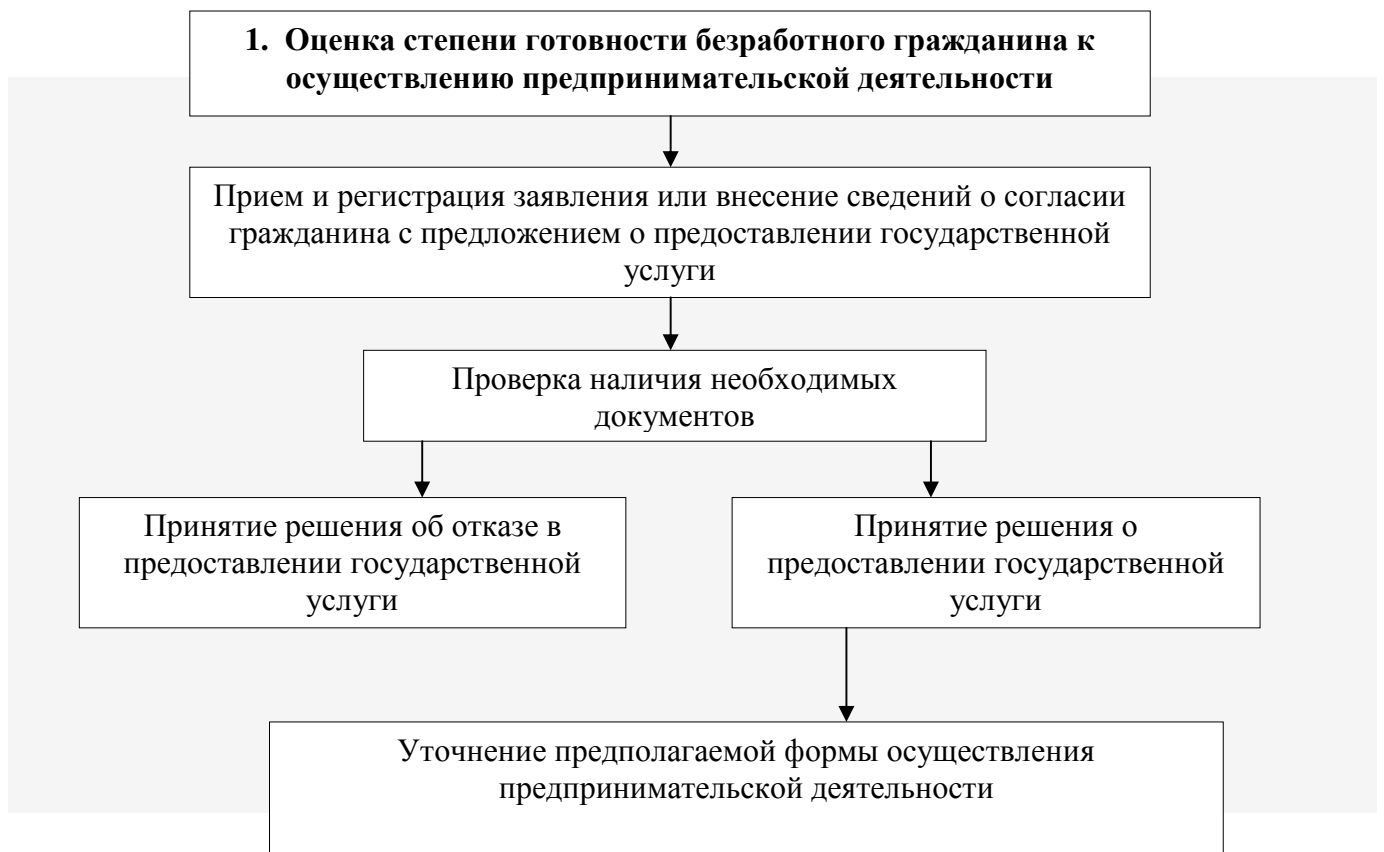 1. Оценка степени готовности безработного гражданина к
осуществлению предпринимательской деятельности
Прием и регистрация заявления или внесение сведений о согласии
гражданина с предложением о предоставлении государственной
услуги
Проверка наличия необходимых
документов
Принятие решения об отказе в
предоставлении государственной
услуги
Принятие решения о
предоставлении государственной
услуги
Уточнение предполагаемой формы осуществления
предпринимательской деятельности